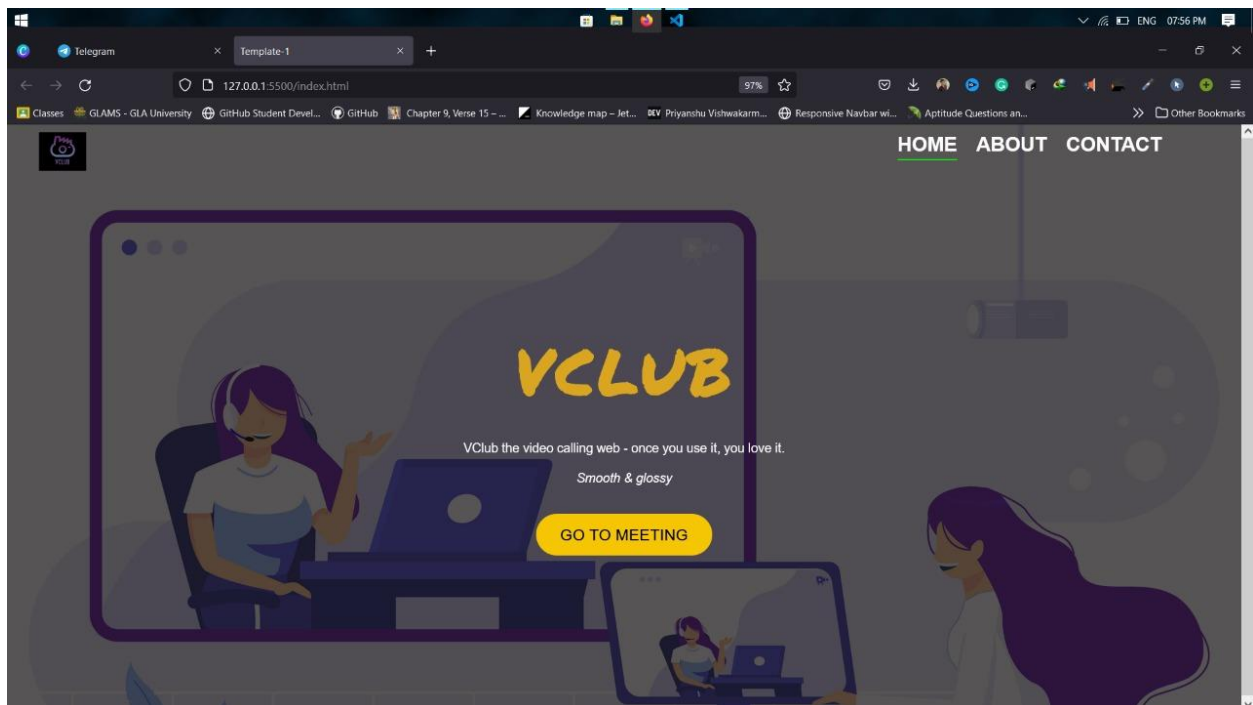 ENG 07:56 PM
Telegram
Template-1
127.0.0.1:5500/index.html
97%
Classes GLAMS - GLA University GitHub Student Devel... GitHub Chapter 9, Verse 15 – ... Knowledge map – Jet... DEV Priyanshu Vishwakarm... Responsive Navbar wi... Aptitude Questions an... Other Bookmarks
VCLUB
HOME ABOUT CONTACT
VCLUB
VClub the video calling web - once you use it, you love it.
Smooth & glossy
GO TO MEETING